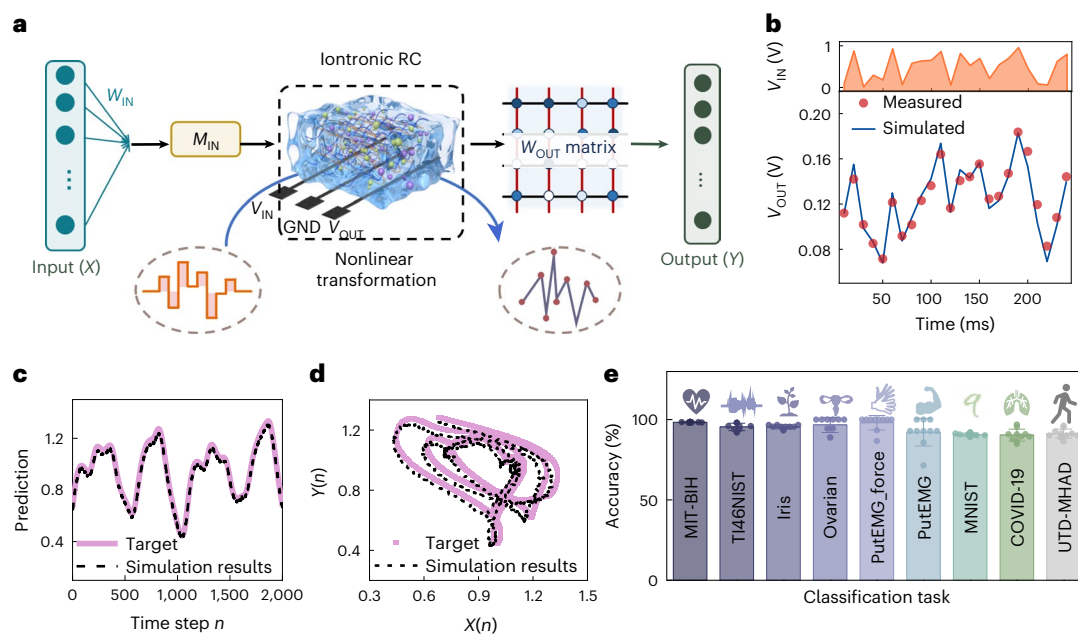 a
Iontronic RC
W_IN
M_IN
W_OUT matrix
V_IN
GND
V_OUT
Input (X)
Nonlinear
transformation
Output (Y)
b
V_IN (V)
1
0
Measured
Simulated
V_OUT (V)
0.20
0.16
0.12
0.08
50
100
150
200
Time (ms)
c
Prediction
1.2
0.8
0.4
Target
Simulation results
0
500
1,000
1,500
2,000
Time step n
d
Y(n)
1.2
0.8
0.4
Target
Simulation results
0.3
0.6
0.9
1.2
1.5
X(n)
e
Accuracy (%)
100
50
0
MIT-BIH
TI46NIST
Iris
Ovarian
PutEMG_force
PutEMG
MNIST
COVID-19
UTD-MHAD
Classification task